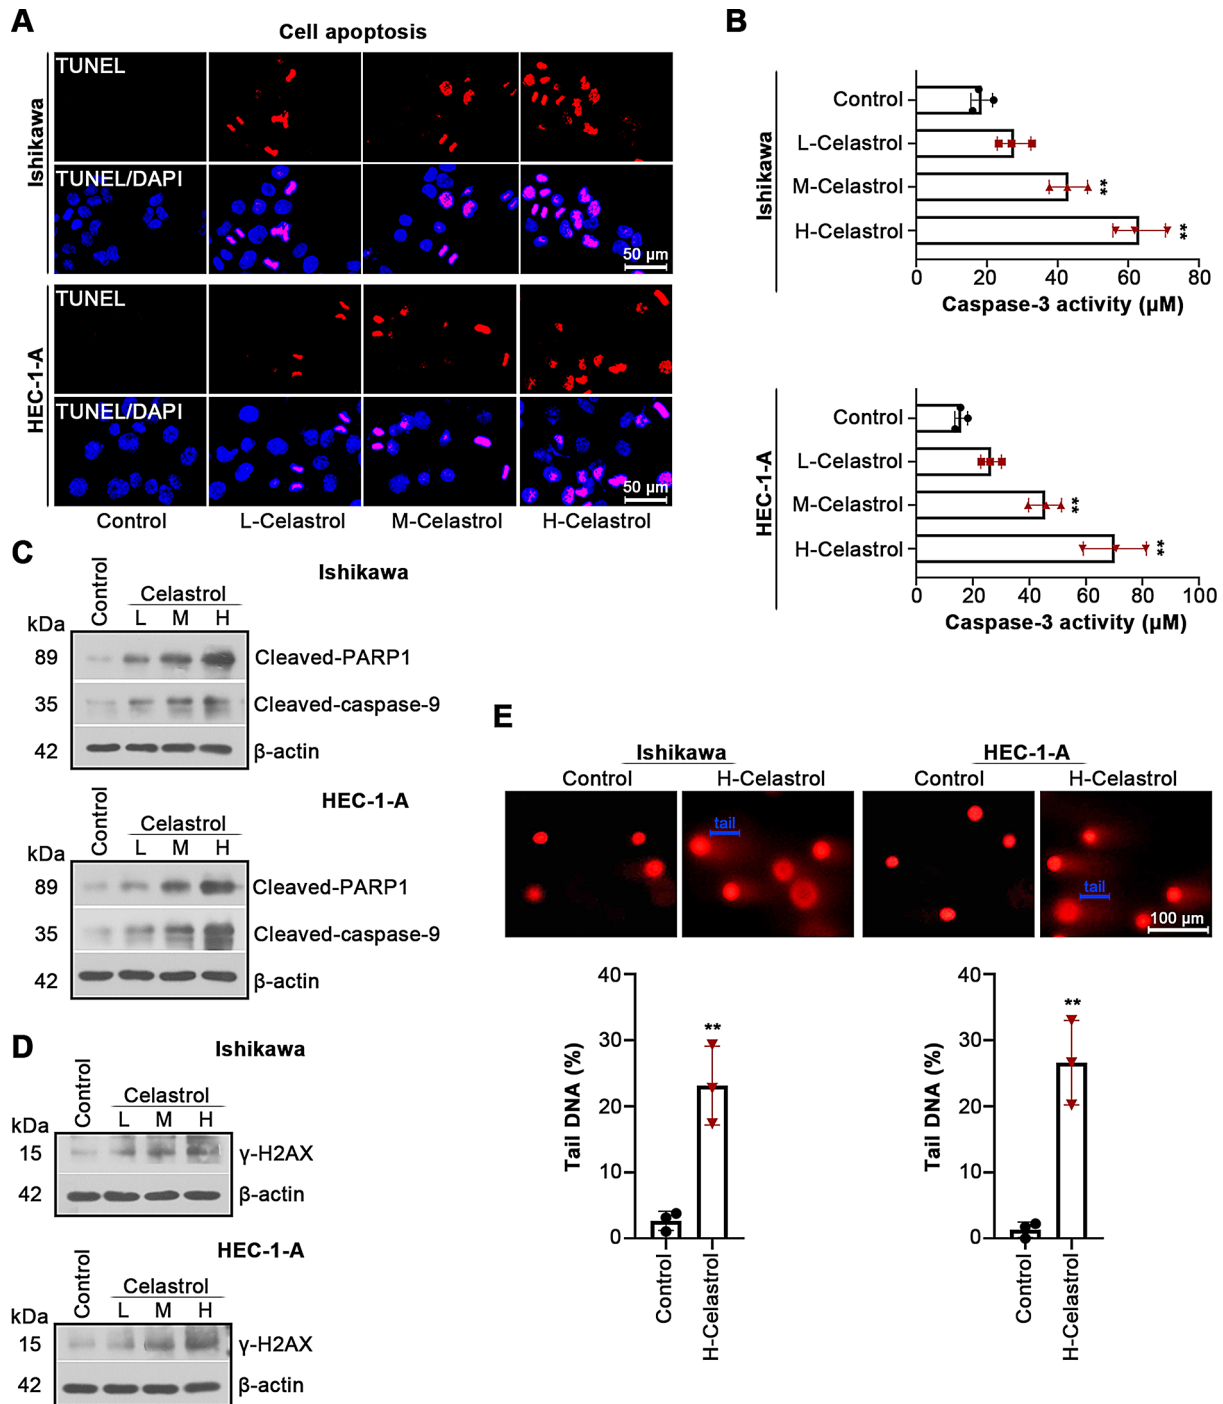 A
Cell apoptosis
Ishikawa
TUNEL
TUNEL/DAPI
50 µm
HEC-1-A
TUNEL
TUNEL/DAPI
50 µm
Control L-Celastrol M-Celastrol H-Celastrol
B
Ishikawa
Control
L-Celastrol
M-Celastrol
**
H-Celastrol
**
0 20 40 60 80
Caspase-3 activity (µM)
HEC-1-A
Control
L-Celastrol
M-Celastrol
**
H-Celastrol
**
0 20 40 60 80 100
Caspase-3 activity (µM)
C
Ishikawa
Control
Celastrol
kDa L M H
89 Cleaved-PARP1
35 Cleaved-caspase-9
42 β-actin
HEC-1-A
Control
Celastrol
kDa L M H
89 Cleaved-PARP1
35 Cleaved-caspase-9
42 β-actin
D
Ishikawa
Control
Celastrol
kDa L M H
15 γ-H2AX
42 β-actin
HEC-1-A
Control
Celastrol
kDa L M H
15 γ-H2AX
42 β-actin
E
Ishikawa HEC-1-A
Control H-Celastrol Control H-Celastrol
tail
tail
100 µm
Tail DNA (%)
40
30
20
10
0
**
Control
H-Celastrol
Tail DNA (%)
40
30
20
10
0
**
Control
H-Celastrol